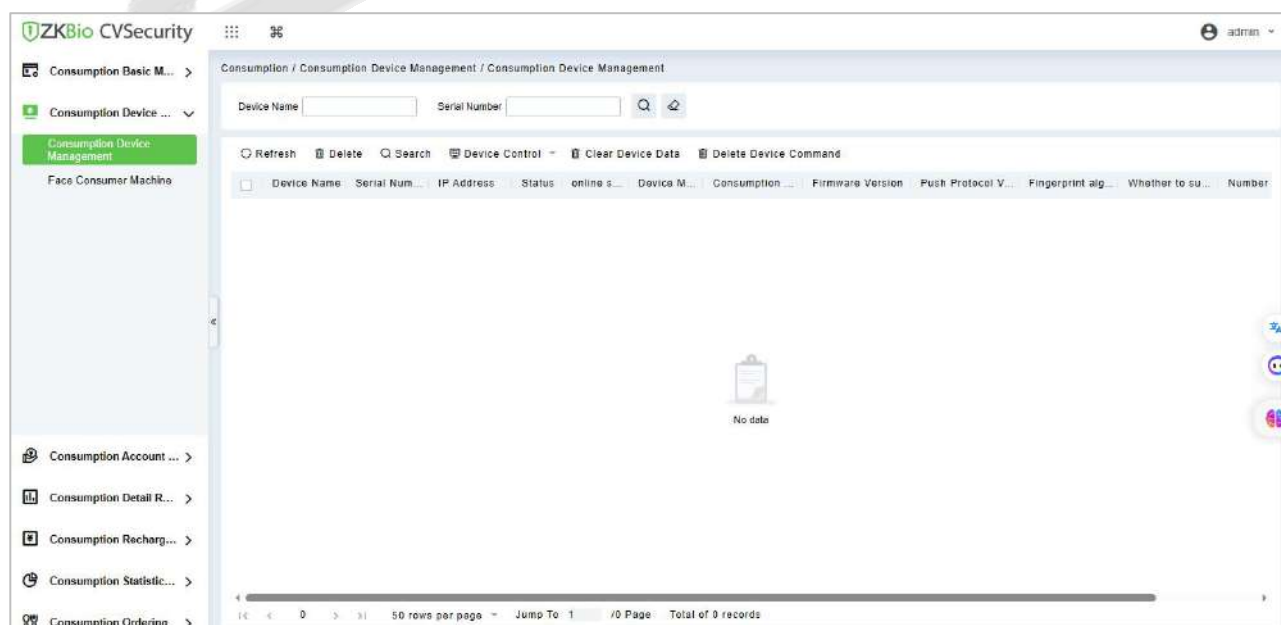 ZKBio CVSecurity
admin
Consumption Basic M...
Consumption Device ...
Consumption Device
Management
Face Consumer Machine
Consumption Account ...
Consumption Detail R...
Consumption Recharg...
Consumption Statistic...
Consumption Ordering
Consumption / Consumption Device Management / Consumption Device Management
Device Name Serial Number
Refresh Delete Search Device Control Clear Device Data Delete Device Command
Device Name Serial Num... IP Address Status online s... Device M... Consumption ... Firmware Version Push Protocol V... Fingerprint alg... Whether to su... Number
No data
0 50 rows per page Jump To 1 /0 Page Total of 0 records